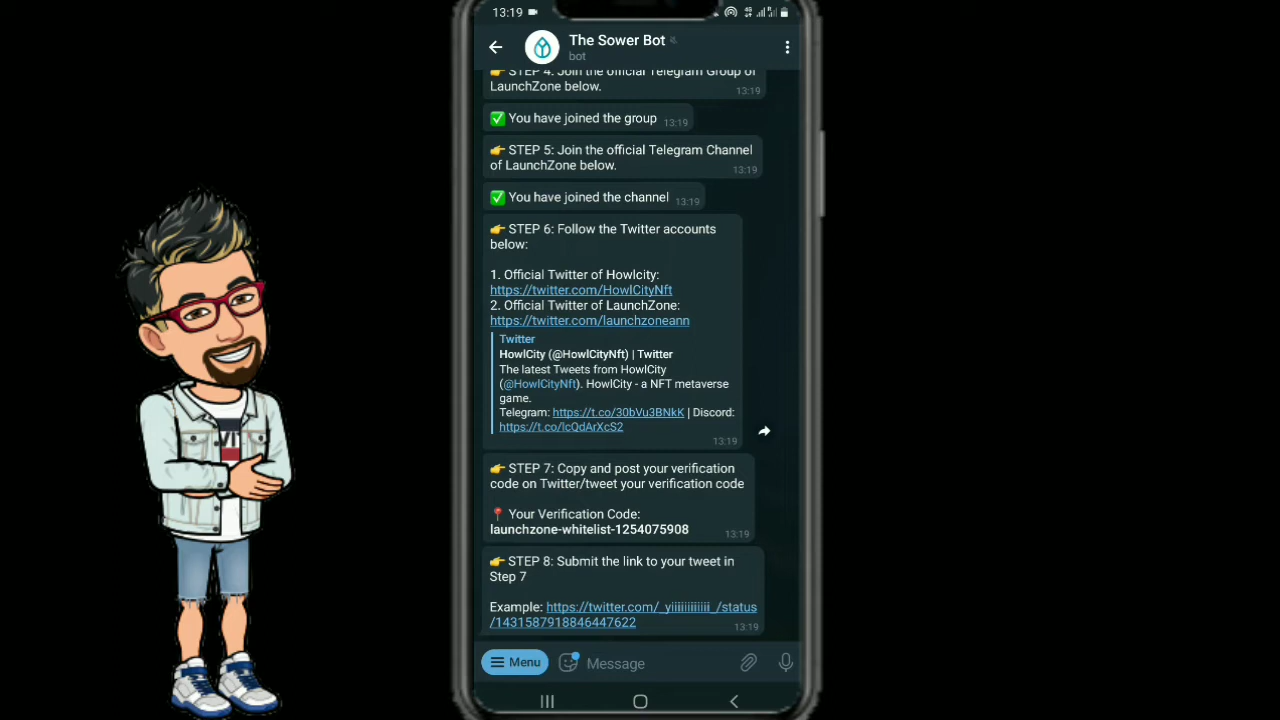 13:19
The Sower Bot
bot
👉 STEP 4: Join the official Telegram Group of
LaunchZone below.
13:19
✅ You have joined the group 13:19
👉 STEP 5: Join the official Telegram Channel
of LaunchZone below.
13:19
✅ You have joined the channel 13:19
👉 STEP 6: Follow the Twitter accounts
below:
1. Official Twitter of Howlcity:
https://twitter.com/HowlCityNft
2. Official Twitter of LaunchZone:
https://twitter.com/launchzoneann
Twitter
HowlCity (@HowlCityNft) | Twitter
The latest Tweets from HowlCity
(@HowlCityNft). HowlCity - a NFT metaverse
game.
Telegram: https://t.co/30bVu3BNkK | Discord:
https://t.co/lcQdArXcS2
13:19
👉 STEP 7: Copy and post your verification
code on Twitter/tweet your verification code
📍 Your Verification Code:
launchzone-whitelist-1254075908
13:19
👉 STEP 8: Submit the link to your tweet in
Step 7
Example: https://twitter.com/_yiiiiiiiiiiii_/status
/1431587918846447622
13:19
Menu
Message